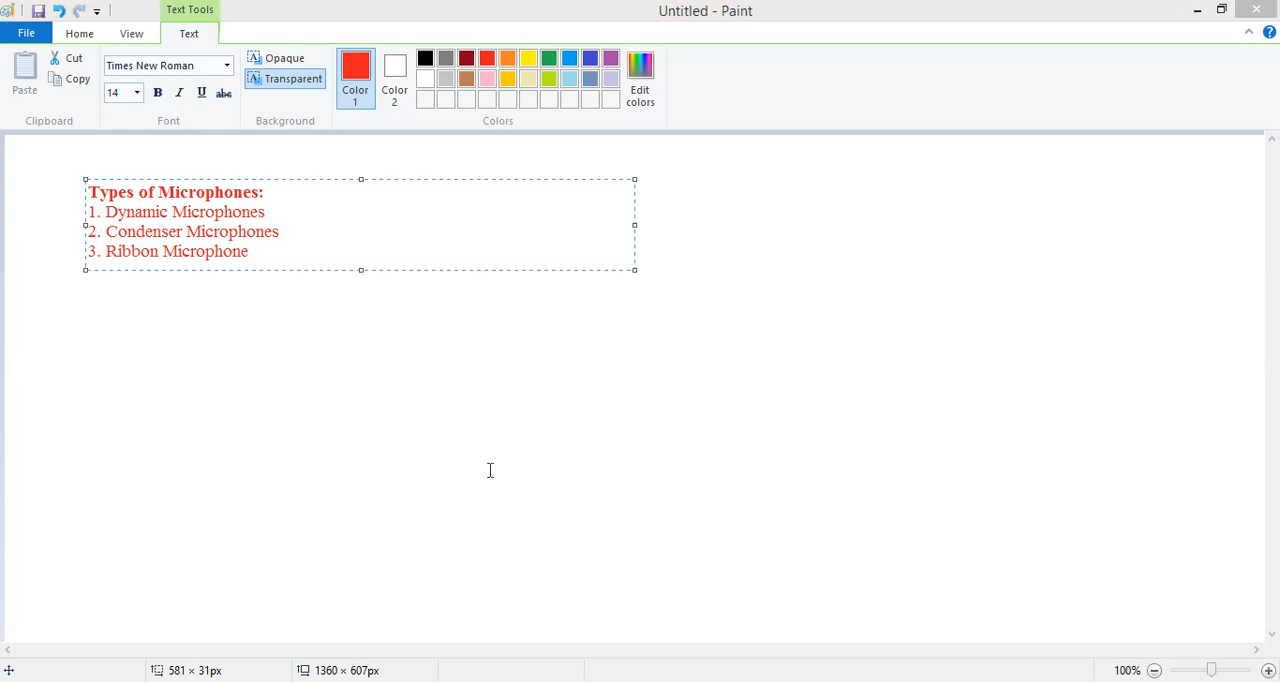 Text Tools
Untitled - Paint
File
Home
View
Text
Paste
Cut
Copy
Clipboard
Times New Roman
14
B I U abc
Font
Opaque
Transparent
Background
Color 1
Color 2
Edit colors
Colors
Types of Microphones:
1. Dynamic Microphones
2. Condenser Microphones
3. Ribbon Microphone
581 × 31px
1360 × 607px
100%